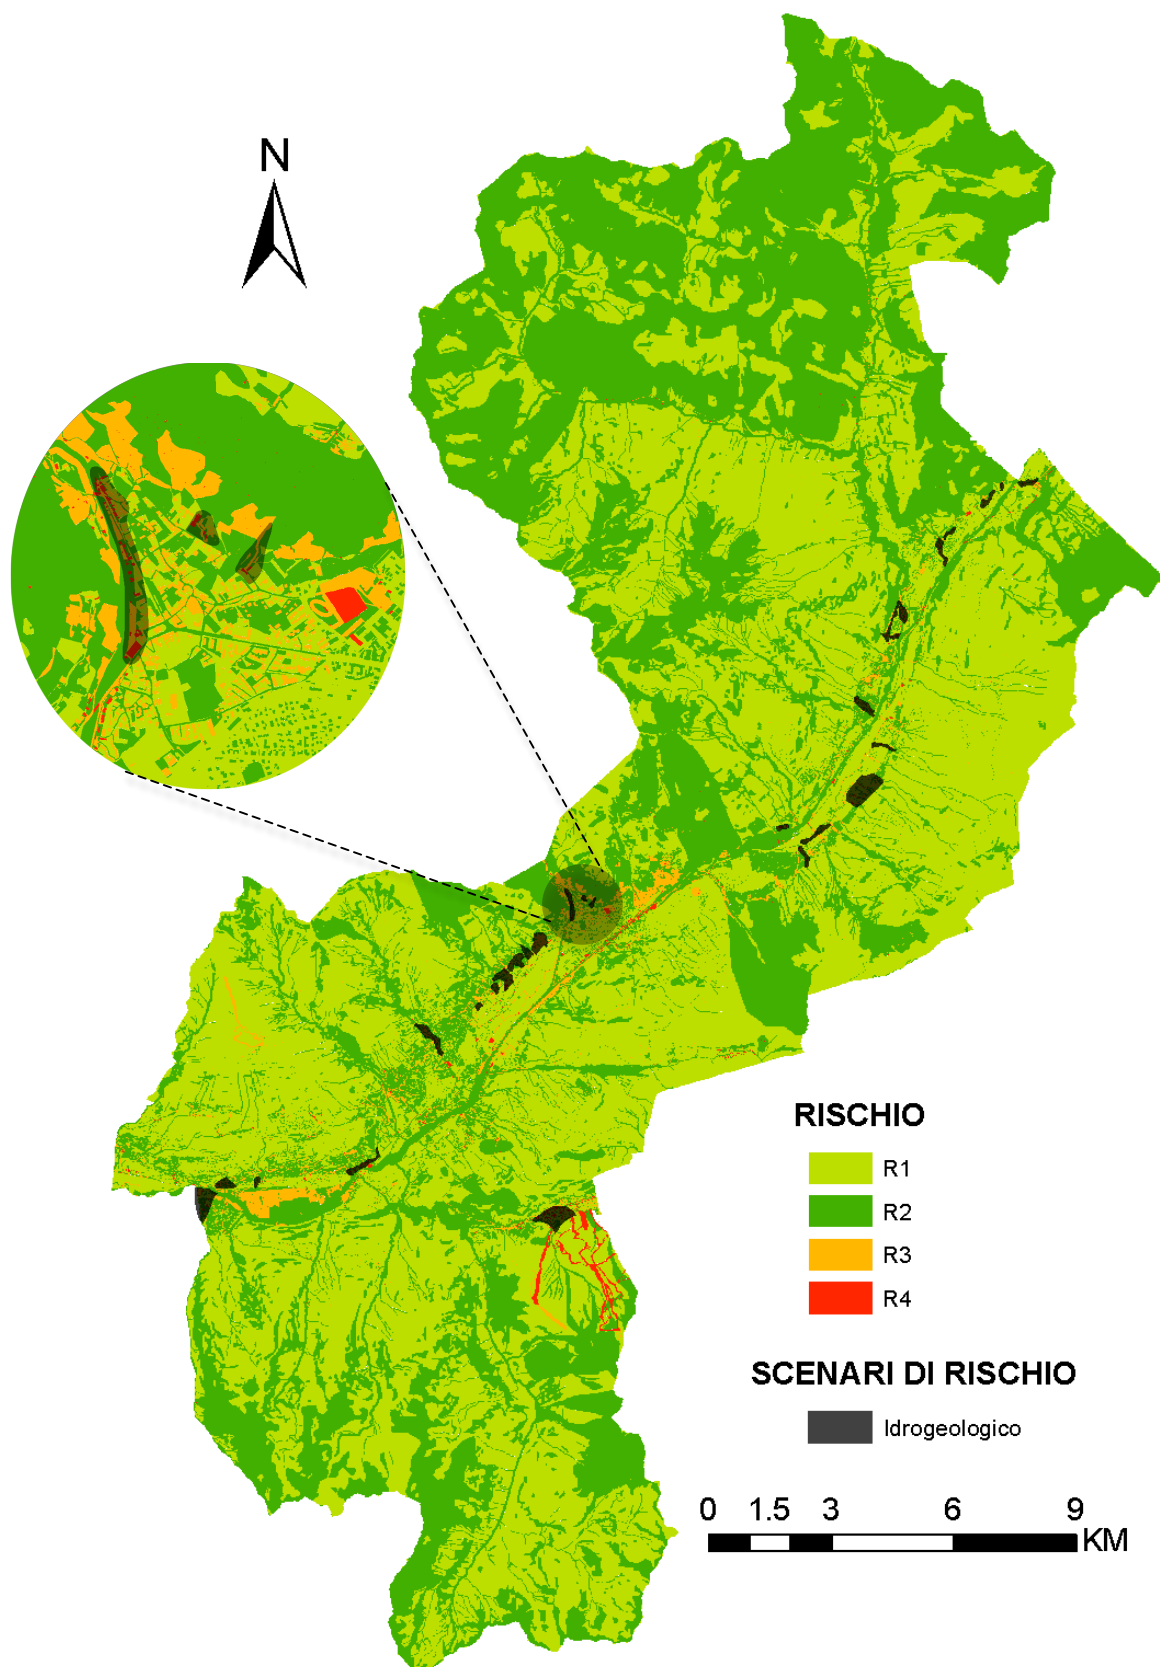 N
RISCHIO
R1
R2
R3
R4
SCENARI DI RISCHIO
Idrogeologico
0 1.5 3 6 9
KM